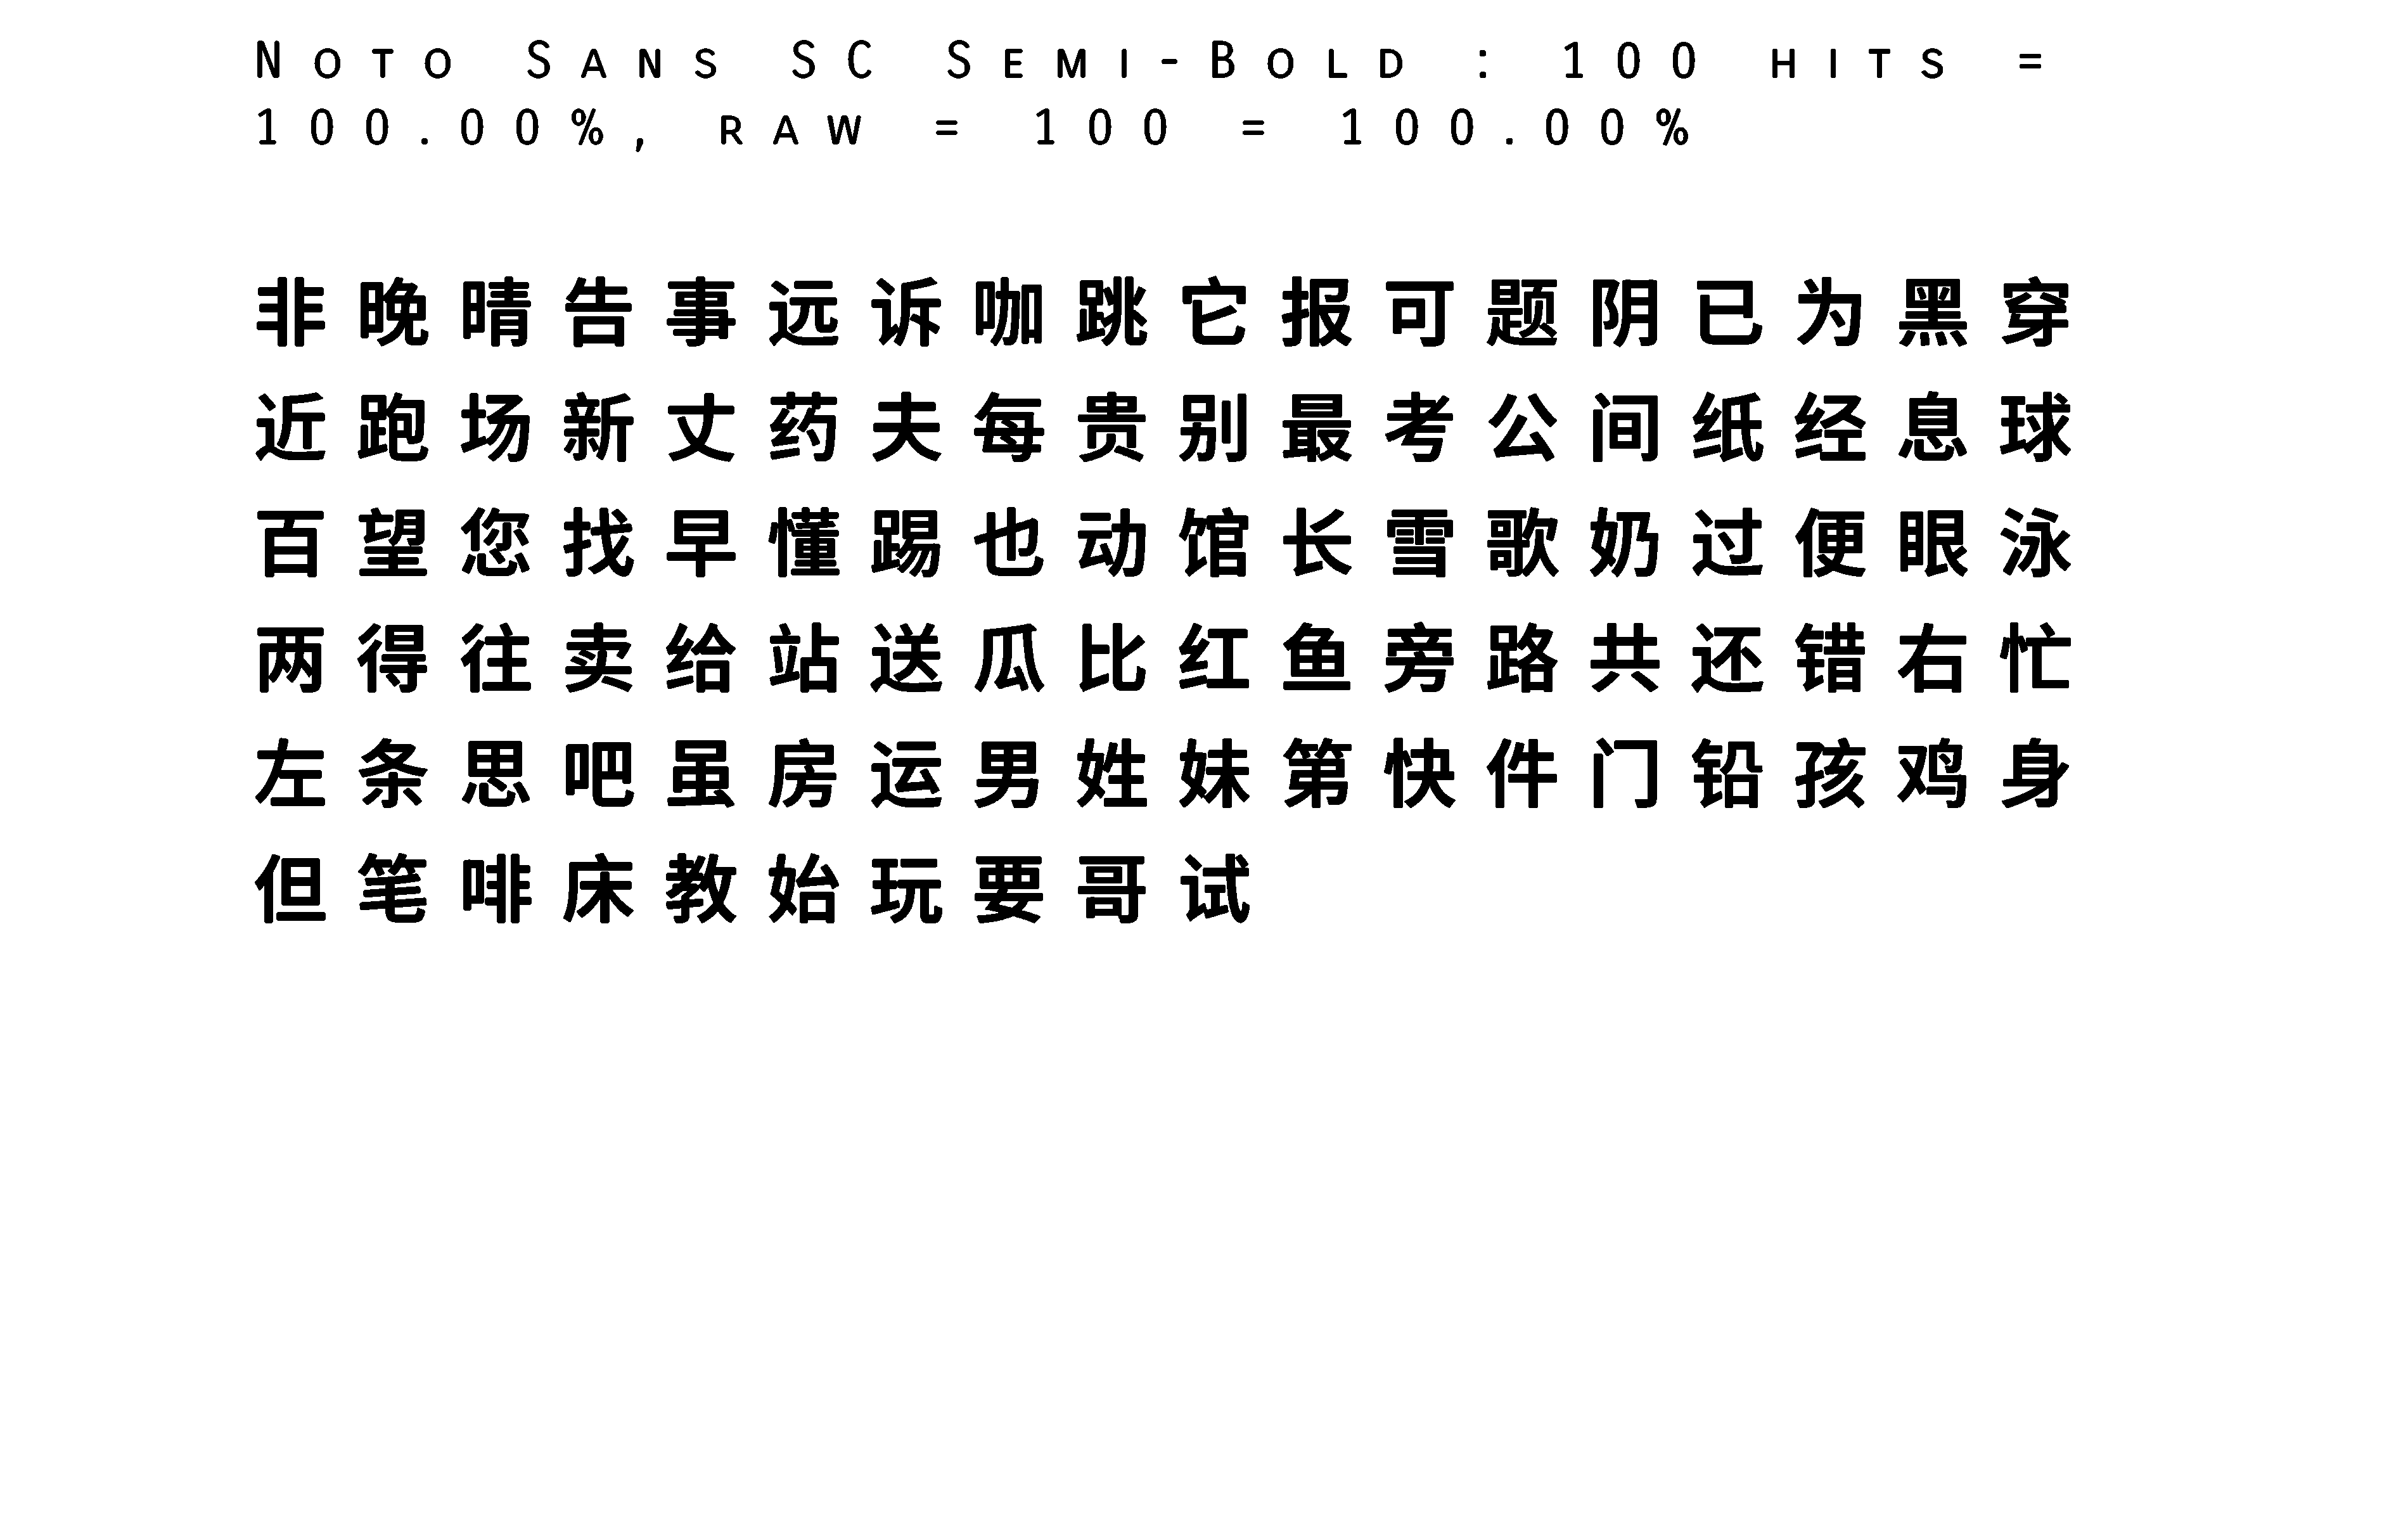 Noto Sans SC Semi-Bold : 100 hits =
100.00%, raw = 100 = 100.00%
非晚晴告事远诉咖跳它报可题阴已为黑穿
近跑场新丈药夫每贵别最考公间纸经息球
百望您找早懂踢也动馆长雪歌奶过便眼泳
两得往卖给站送瓜比红鱼旁路共还错右忙
左条思吧虽房运男姓妹第快件门铅孩鸡身
但笔啡床教始玩要哥试